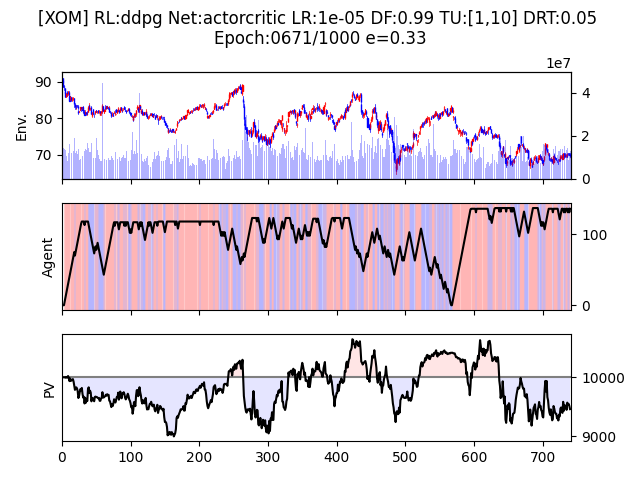 [XOM] RL:ddpg Net:actorcritic LR:1e-05 DF:0.99 TU:[1,10] DRT:0.05
Epoch:0671/1000 e=0.33
1e7
Env.
90
80
70
4
2
0
Agent
100
0
PV
10000
9000
0 100 200 300 400 500 600 700